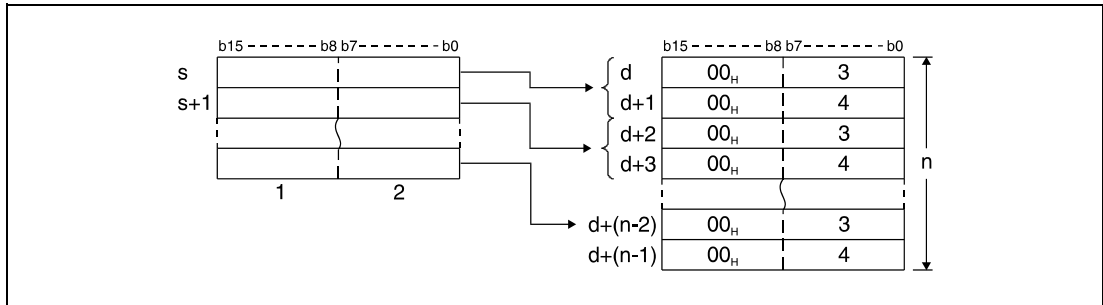 b15 - - - - - - - b8 b7 - - - - - - - b0 b15 - - - - - - - b8 b7 - - - - - - - b0
s d 00H 3
s+1 d+1 00H 4
d+2 00H 3
d+3 00H 4
n
1 2
d+(n-2) 00H 3
d+(n-1) 00H 4